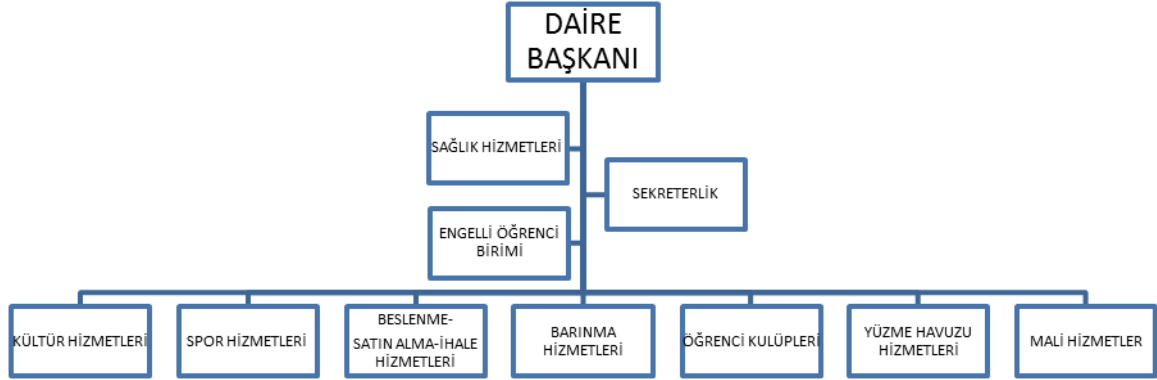 DAİRE
BAŞKANI
SAĞLIK HİZMETLERİ
SEKRETERLİK
ENGELLİ ÖĞRENCİ
BİRİMİ
KÜLTÜR HİZMETLERİ
SPOR HİZMETLERİ
BESLENME-
SATIN ALMA-İHALE
HİZMETLERİ
BARINMA
HİZMETLERİ
ÖĞRENCİ KULÜPLERİ
YÜZME HAVUZU
HİZMETLERİ
MALİ HİZMETLER